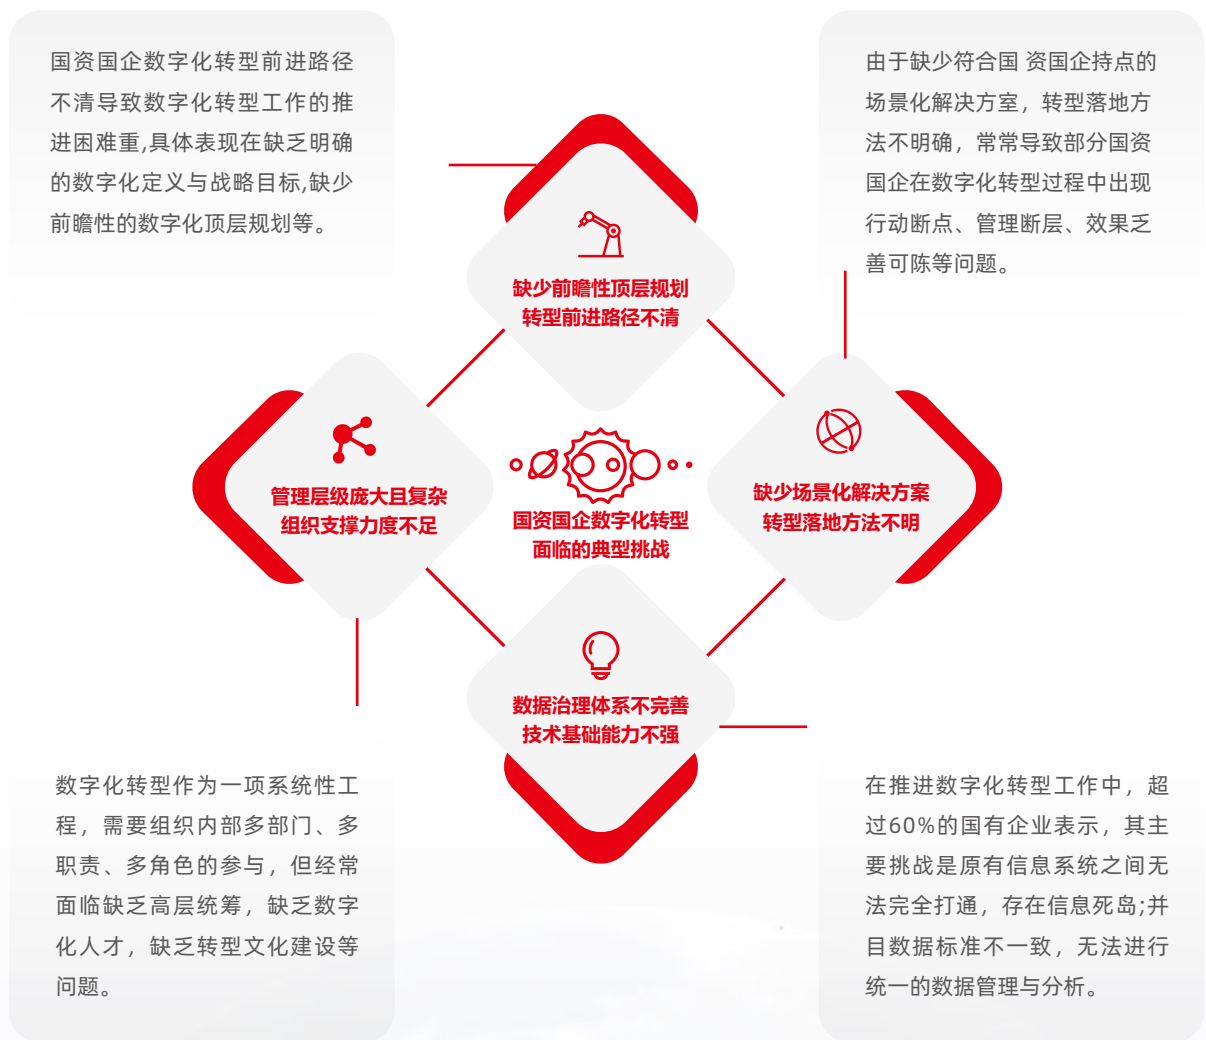 国资国企数字化转型前进路径
不清导致数字化转型工作的推
进困难重,具体表现在缺乏明确
的数字化定义与战略目标,缺少
前瞻性的数字化顶层规划等。
由于缺少符合国 资国企持点的
场景化解决方室，转型落地方
法不明确，常常导致部分国资
国企在数字化转型过程中出现
行动断点、管理断层、效果乏
善可陈等问题。
缺少前瞻性顶层规划
转型前进路径不清
管理层级庞大且复杂
组织支撑力度不足
国资国企数字化转型
面临的典型挑战
缺少场景化解决方案
转型落地方法不明
数据治理体系不完善
技术基础能力不强
数字化转型作为一项系统性工
程，需要组织内部多部门、多
职责、多角色的参与，但经常
面临缺乏高层统筹，缺乏数字
化人才，缺乏转型文化建设等
问题。
在推进数字化转型工作中，超
过60%的国有企业表示，其主
要挑战是原有信息系统之间无
法完全打通，存在信息死岛;并
目数据标准不一致，无法进行
统一的数据管理与分析。